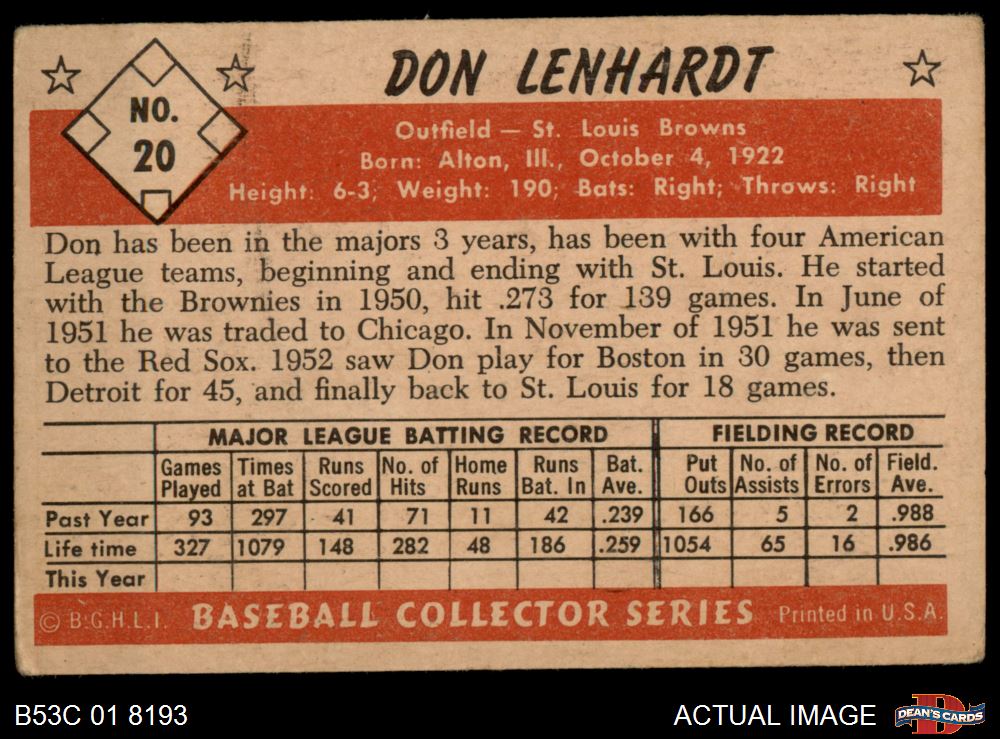 DON LENHARDT
NO.
20
Outfield — St. Louis Browns
Born: Alton, Ill., October 4, 1922
Height: 6-3; Weight: 190; Bats: Right; Throws: Right
Don has been in the majors 3 years, has been with four American
League teams, beginning and ending with St. Louis. He started
with the Brownies in 1950, hit .273 for 139 games. In June of
1951 he was traded to Chicago. In November of 1951 he was sent
to the Red Sox. 1952 saw Don play for Boston in 30 games, then
Detroit for 45, and finally back to St. Louis for 18 games.
MAJOR LEAGUE BATTING RECORD FIELDING RECORD
Games Times Runs No. of Home Runs Bat. Put No. of No. of Field.
Played at Bat Scored Hits Runs Bat. In Ave. Outs Assists Errors Ave.
Past Year 93 297 41 71 11 42 .239 166 5 2 .988
Life time 327 1079 148 282 48 186 .259 1054 65 16 .986
This Year
© B.G.H.L.I. BASEBALL COLLECTOR SERIES Printed in U.S.A.
B53C 01 8193 ACTUAL IMAGE D DEAN'S CARDS